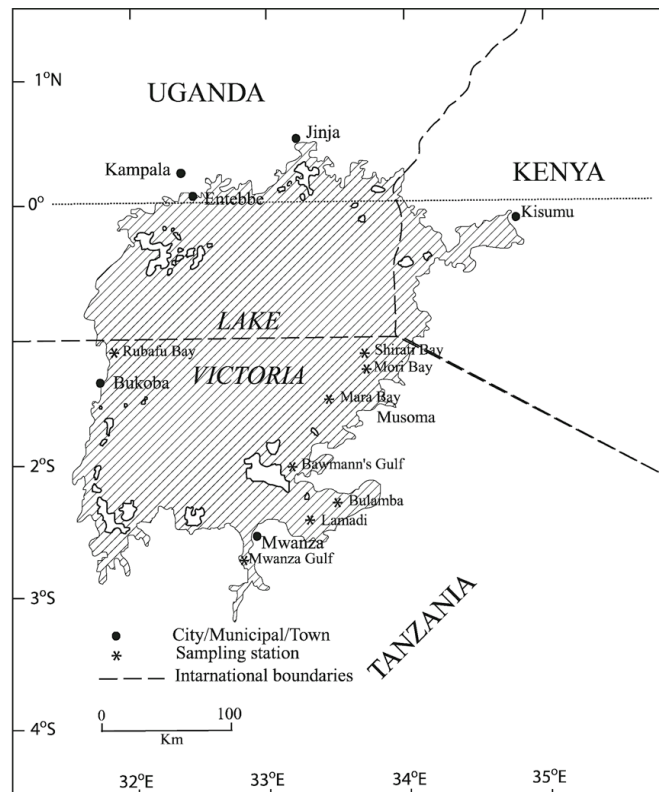 1°N
UGANDA
Jinja
Kampala
KENYA
Entebbe
0°
Kisumu
LAKE
Rubafu Bay
Shirati Bay
VICTORIA
Mori Bay
Bukoba
Mara Bay
Musoma
2°S
Bawmann's Gulf
Bulamba
Lamadi
Mwanza
Mwanza Gulf
3°S
TANZANIA
City/Municipal/Town
Sampling station
Intarnational boundaries
0 100
Km
4°S
32°E 33°E 34°E 35°E